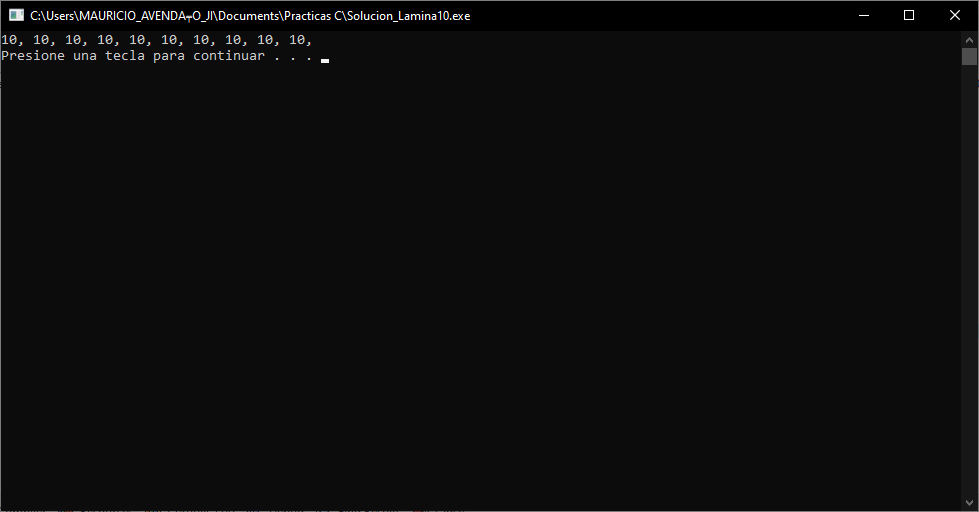 C:\Users\MAURICIO_AVENDA╤O_JI\Documents\Practicas C\Solucion_Lamina10.exe
10, 10, 10, 10, 10, 10, 10, 10, 10, 10,
Presione una tecla para continuar . . .